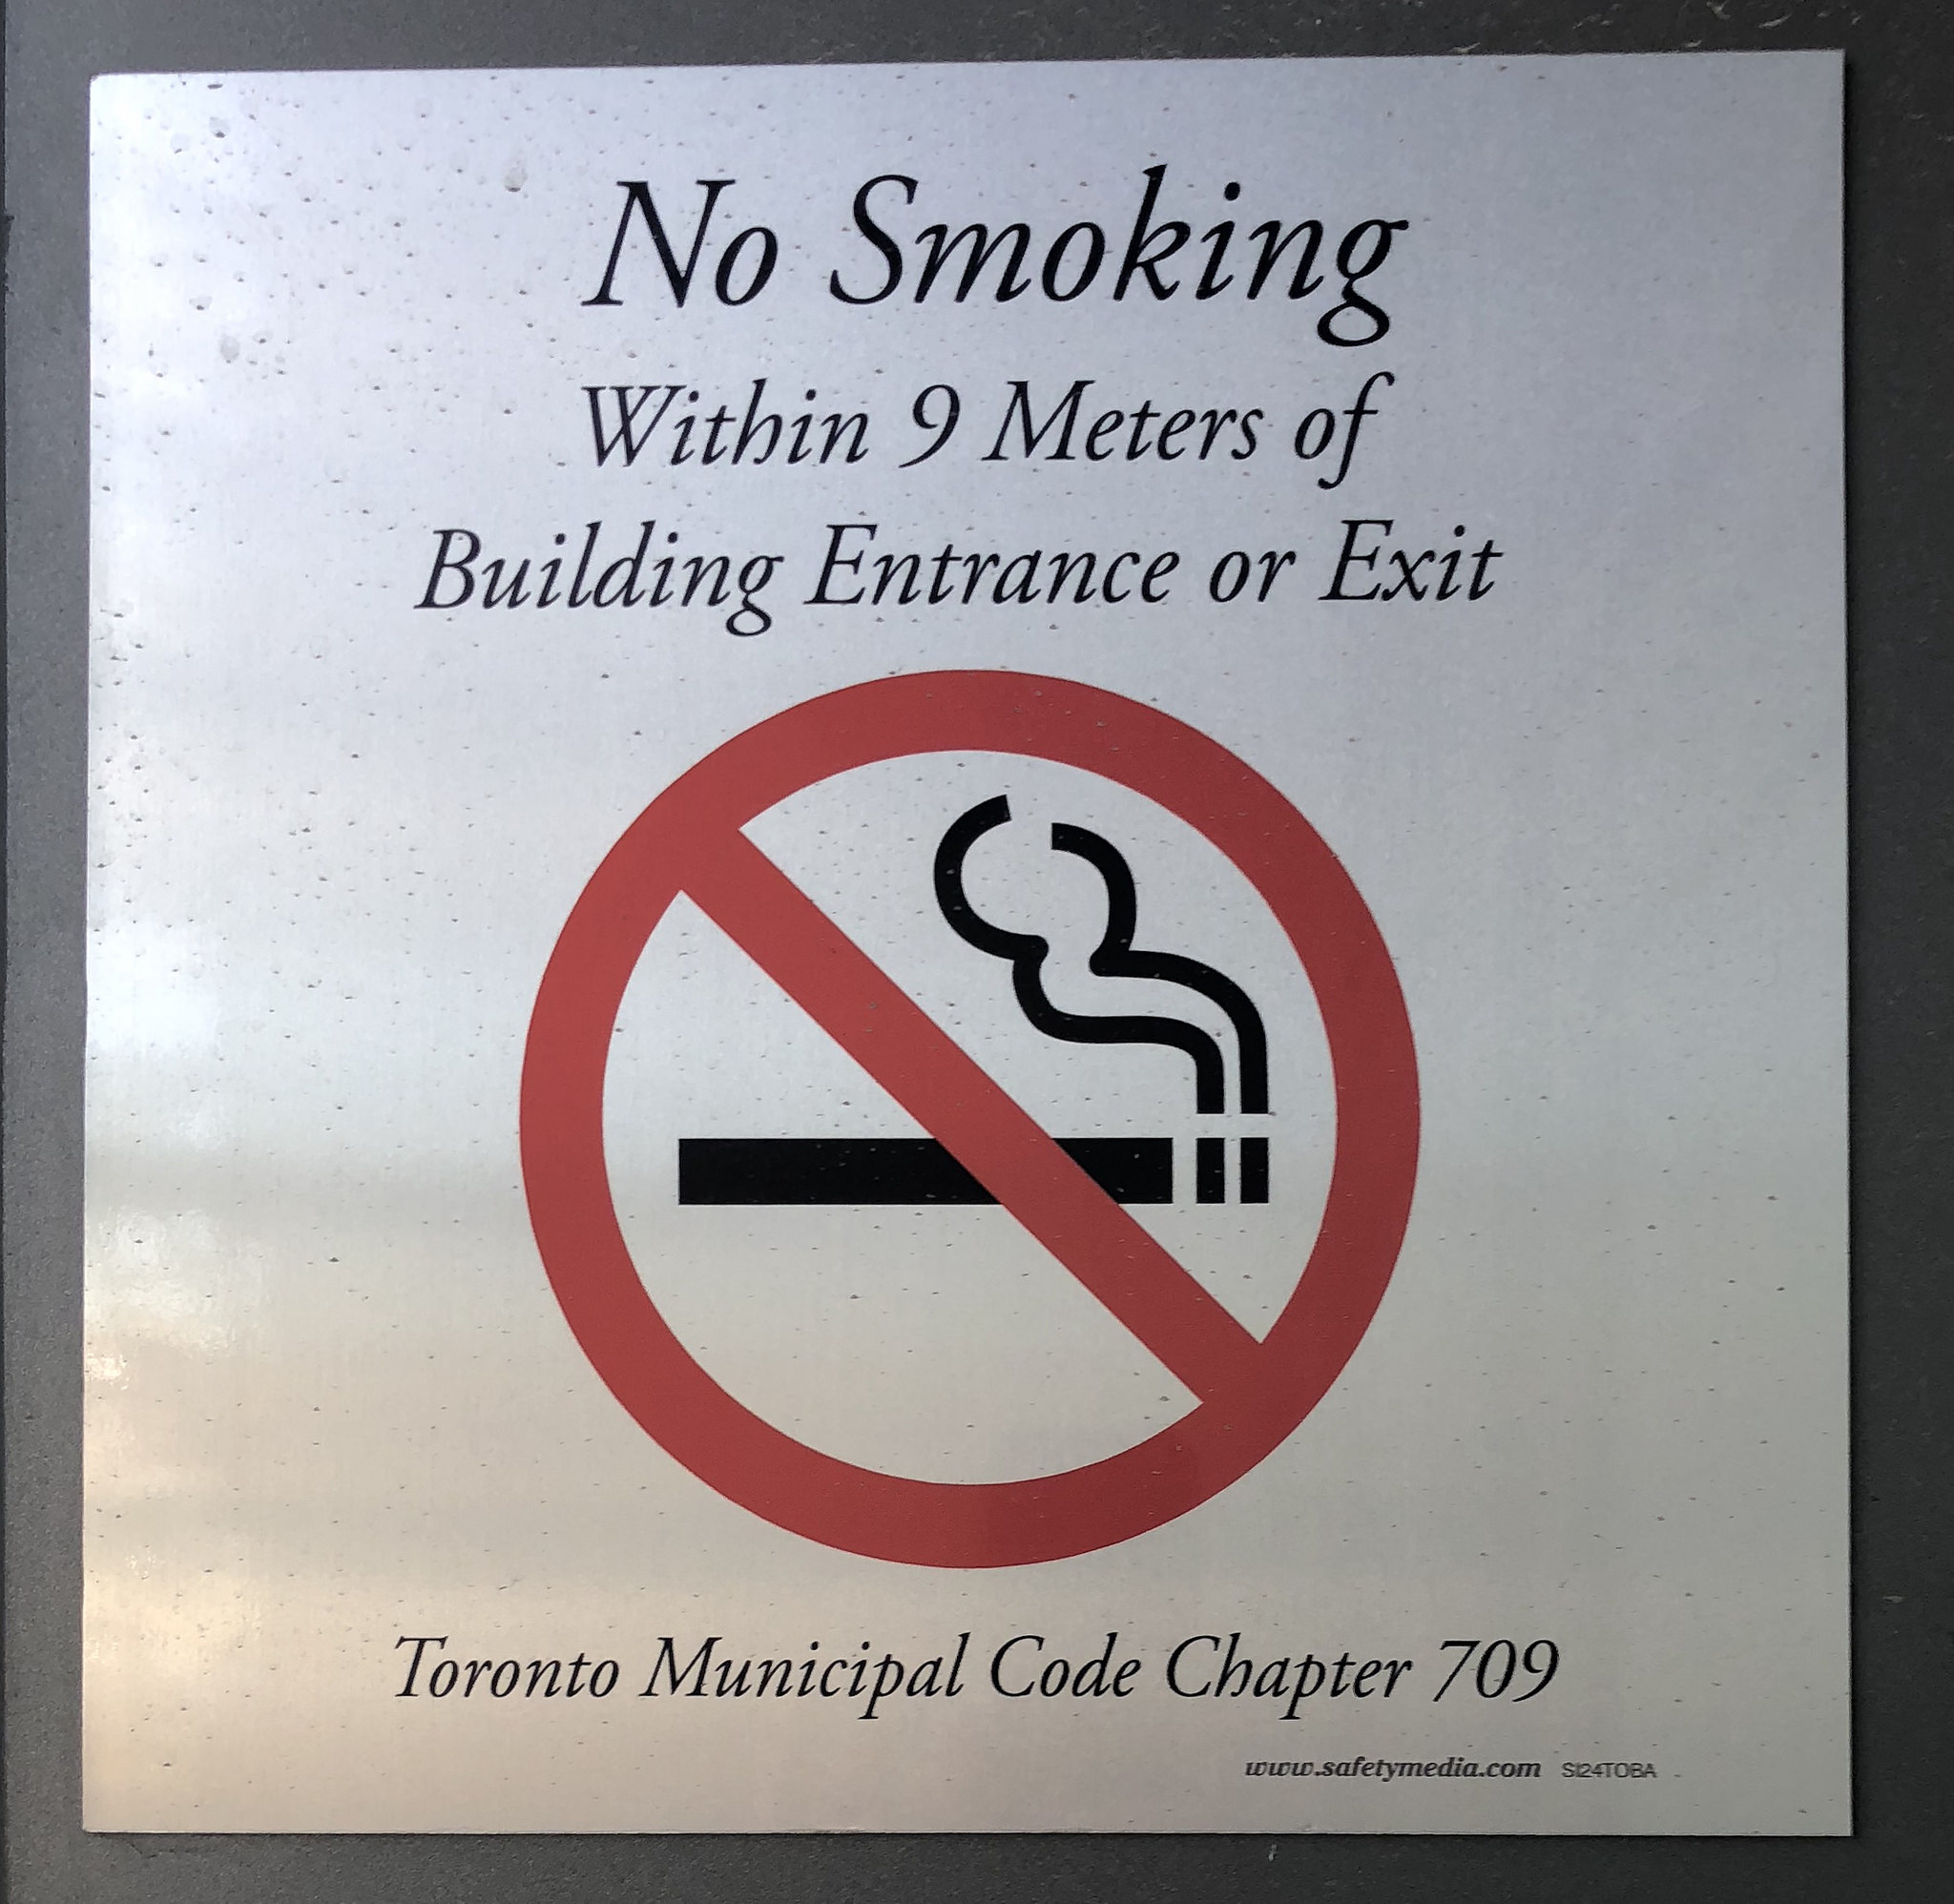 No Smoking
Within 9 Meters of
Building Entrance or Exit
Toronto Municipal Code Chapter 709
www.safetymedia.com SI24TOBA